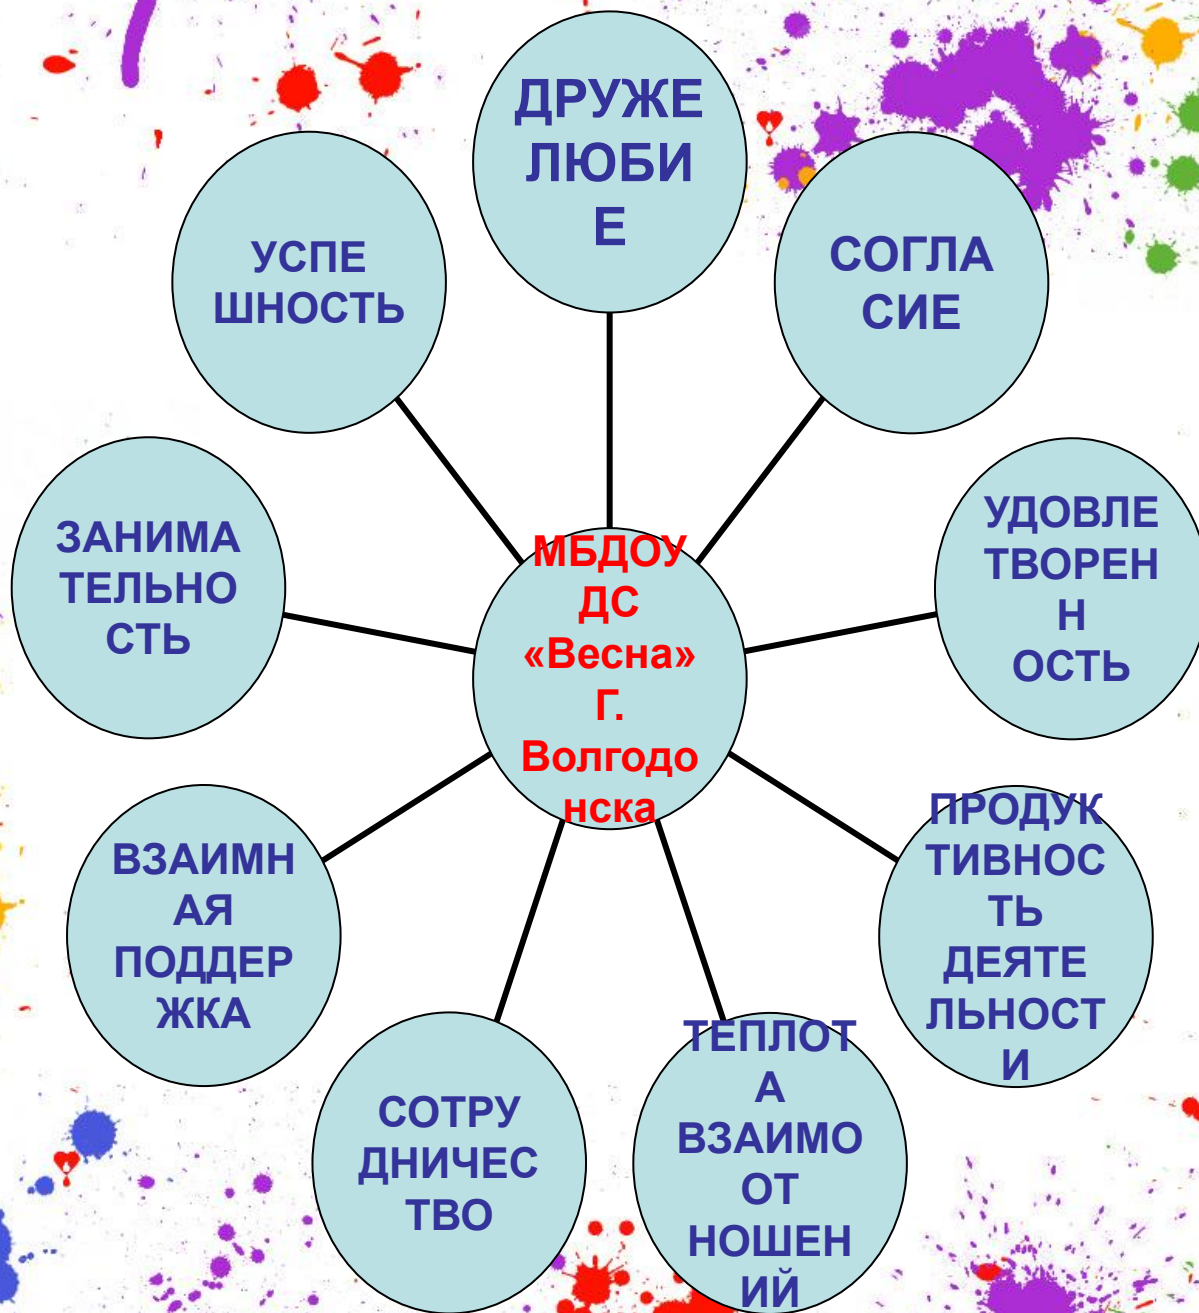 ДРУЖЕ
ЛЮБИ
Е
СОГЛА
СИЕ
УДОВЛЕ
ТВОРЕН
Н
ОСТЬ
ПРОДУК
ТИВНОС
ТЬ
ДЕЯТЕ
ЛЬНОСТ
И
ТЕПЛОТ
А
ВЗАИМО
ОТ
НОШЕН
ИЙ
СОТРУ
ДНИЧЕС
ТВО
ВЗАИМН
АЯ
ПОДДЕР
ЖКА
ЗАНИМА
ТЕЛЬНО
СТЬ
УСПЕ
ШНОСТЬ
МБДОУ
ДС
«Весна»
Г.
Волгодо
нска